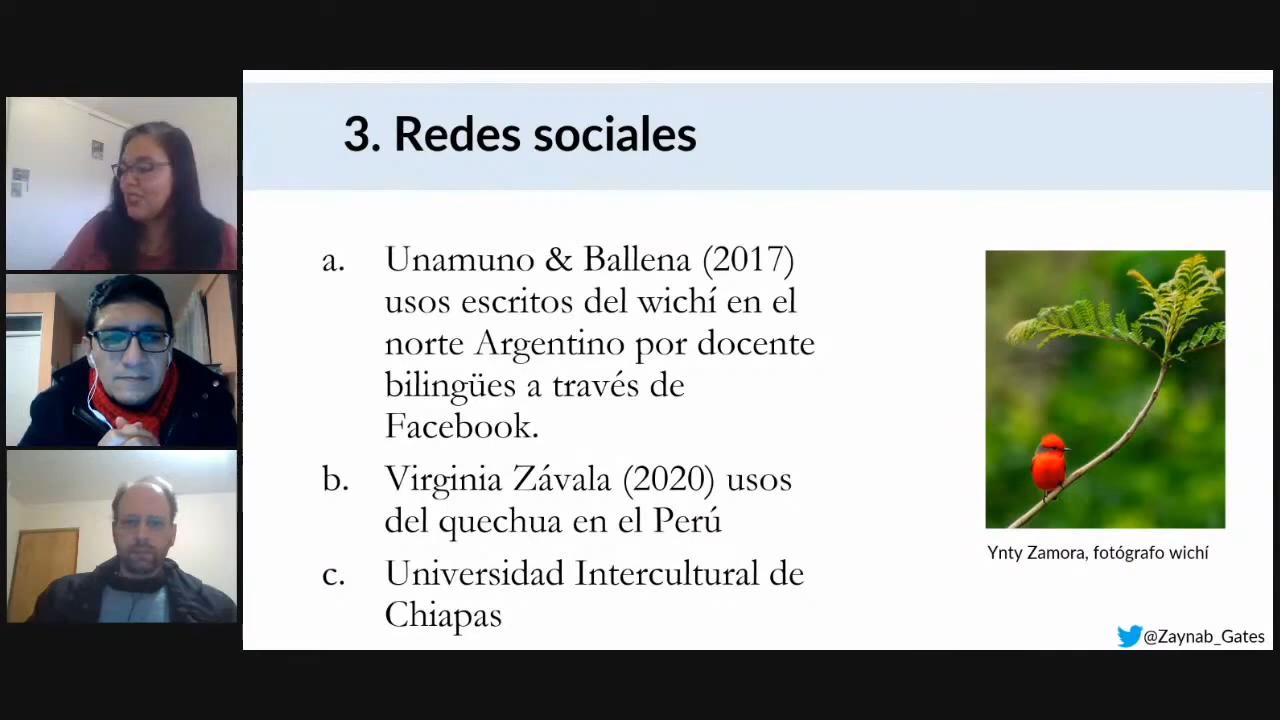 3. Redes sociales
a. Unamuno & Ballena (2017)
usos escritos del wichí en el
norte Argentino por docente
bilingües a través de
Facebook.
b. Virginia Závala (2020) usos
del quechua en el Perú
c. Universidad Intercultural de
Chiapas
Ynty Zamora, fotógrafo wichí
@Zaynab_Gates